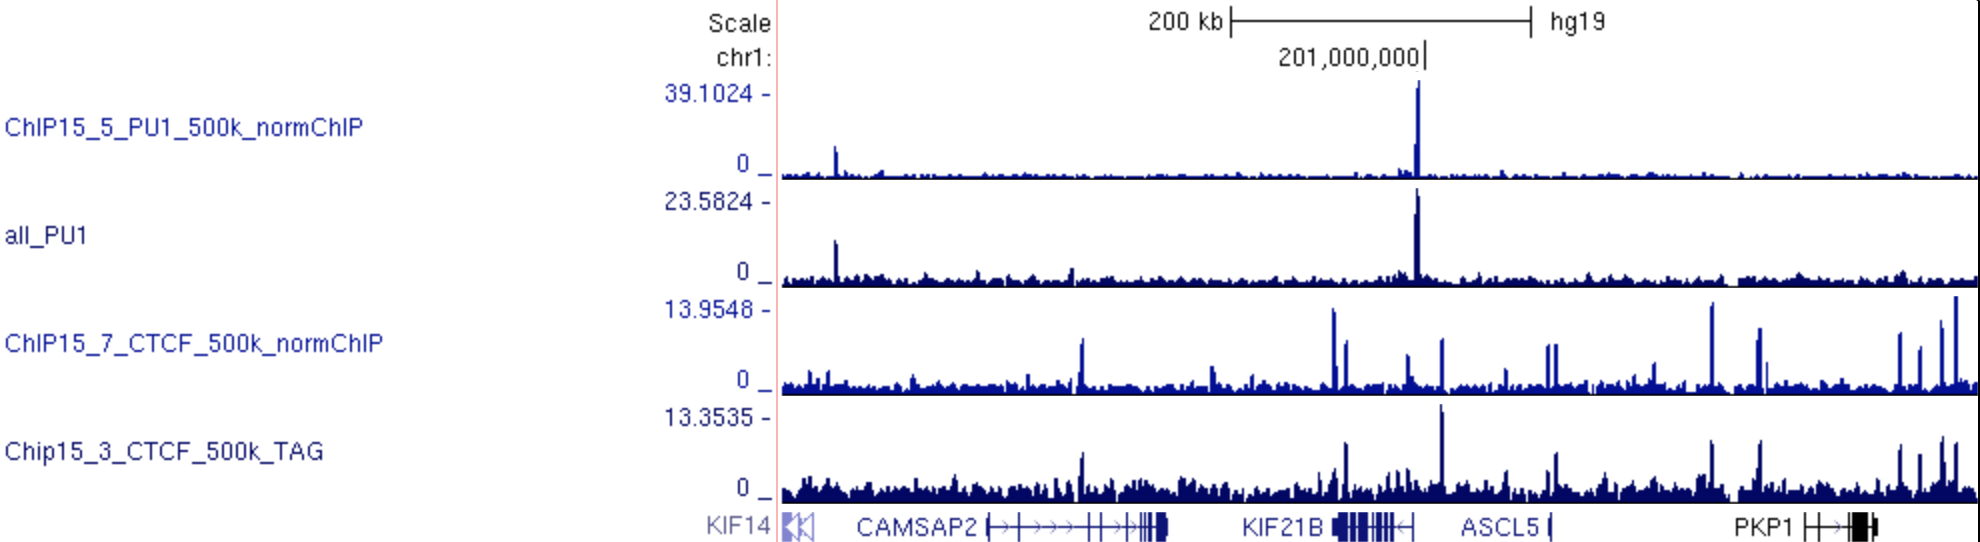 Scale 200 kb hg19
chr1: 201,000,000
39.1024 -
ChIP15_5_PU1_500k_normChIP
0 _
23.5824 -
all_PU1
0 _
13.9548 -
ChIP15_7_CTCF_500k_normChIP
0 _
13.3535 -
Chip15_3_CTCF_500k_TAG
0 _
KIF14 CAMSAP2 KIF21B ASCL5 PKP1